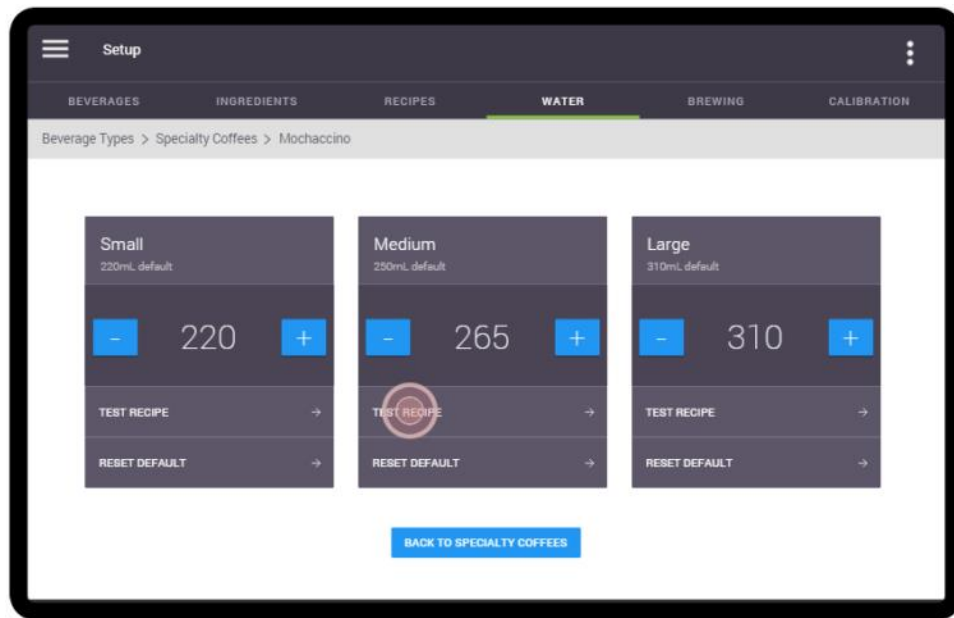 Setup
BEVERAGES INGREDIENTS RECIPES WATER BREWING CALIBRATION
Beverage Types > Specialty Coffees > Mochaccino
Small Medium Large
220mL default 250mL default 310mL default
- 220 + - 265 + - 310 +
TEST RECIPE → TEST RECIPE → TEST RECIPE →
RESET DEFAULT → RESET DEFAULT → RESET DEFAULT →
BACK TO SPECIALTY COFFEES